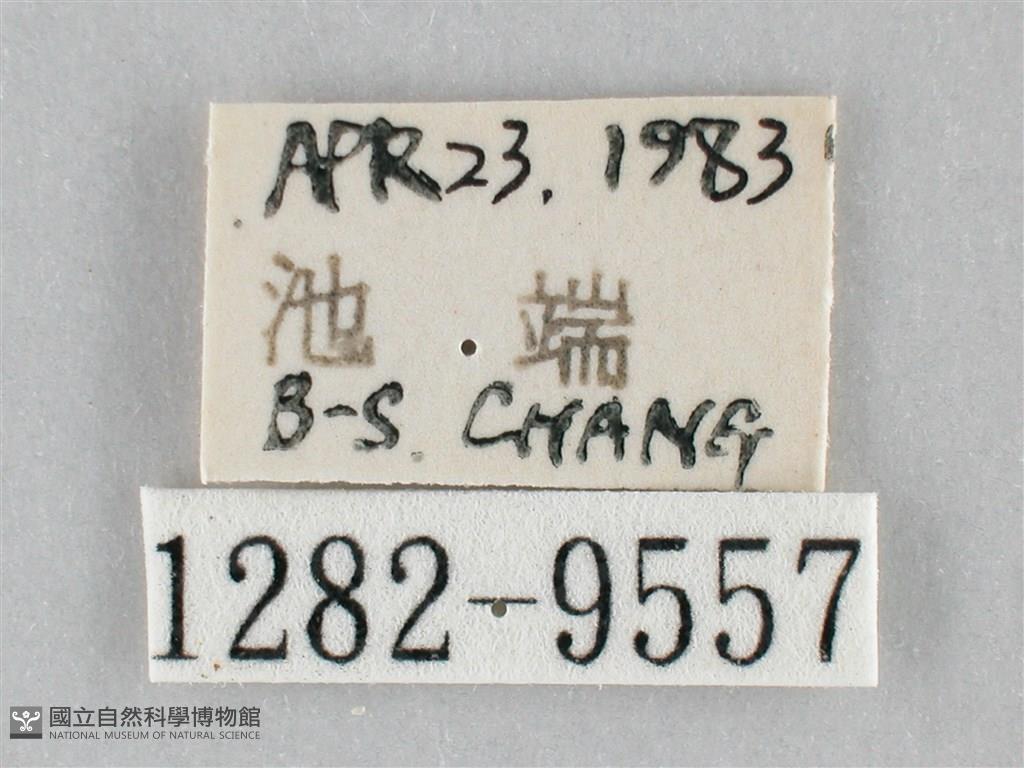 APR 23. 1983
池 端
B-S. CHANG
1282-9557
國立自然科學博物館
NATIONAL MUSEUM OF NATURAL SCIENCE